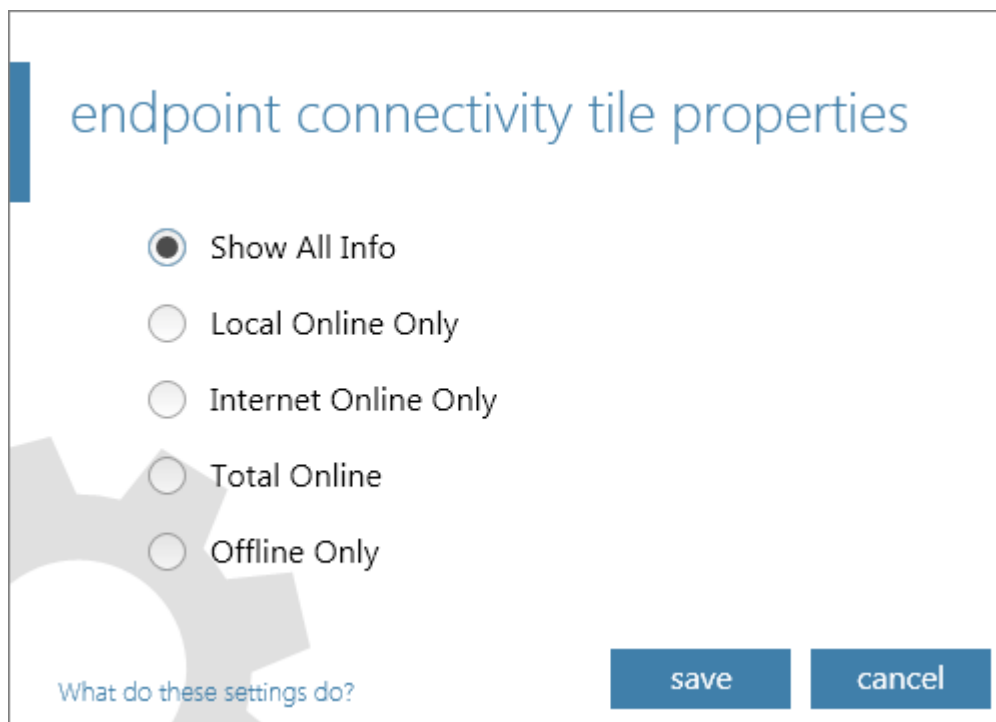 endpoint connectivity tile properties
Show All Info
Local Online Only
Internet Online Only
Total Online
Offline Only
What do these settings do?
save
cancel